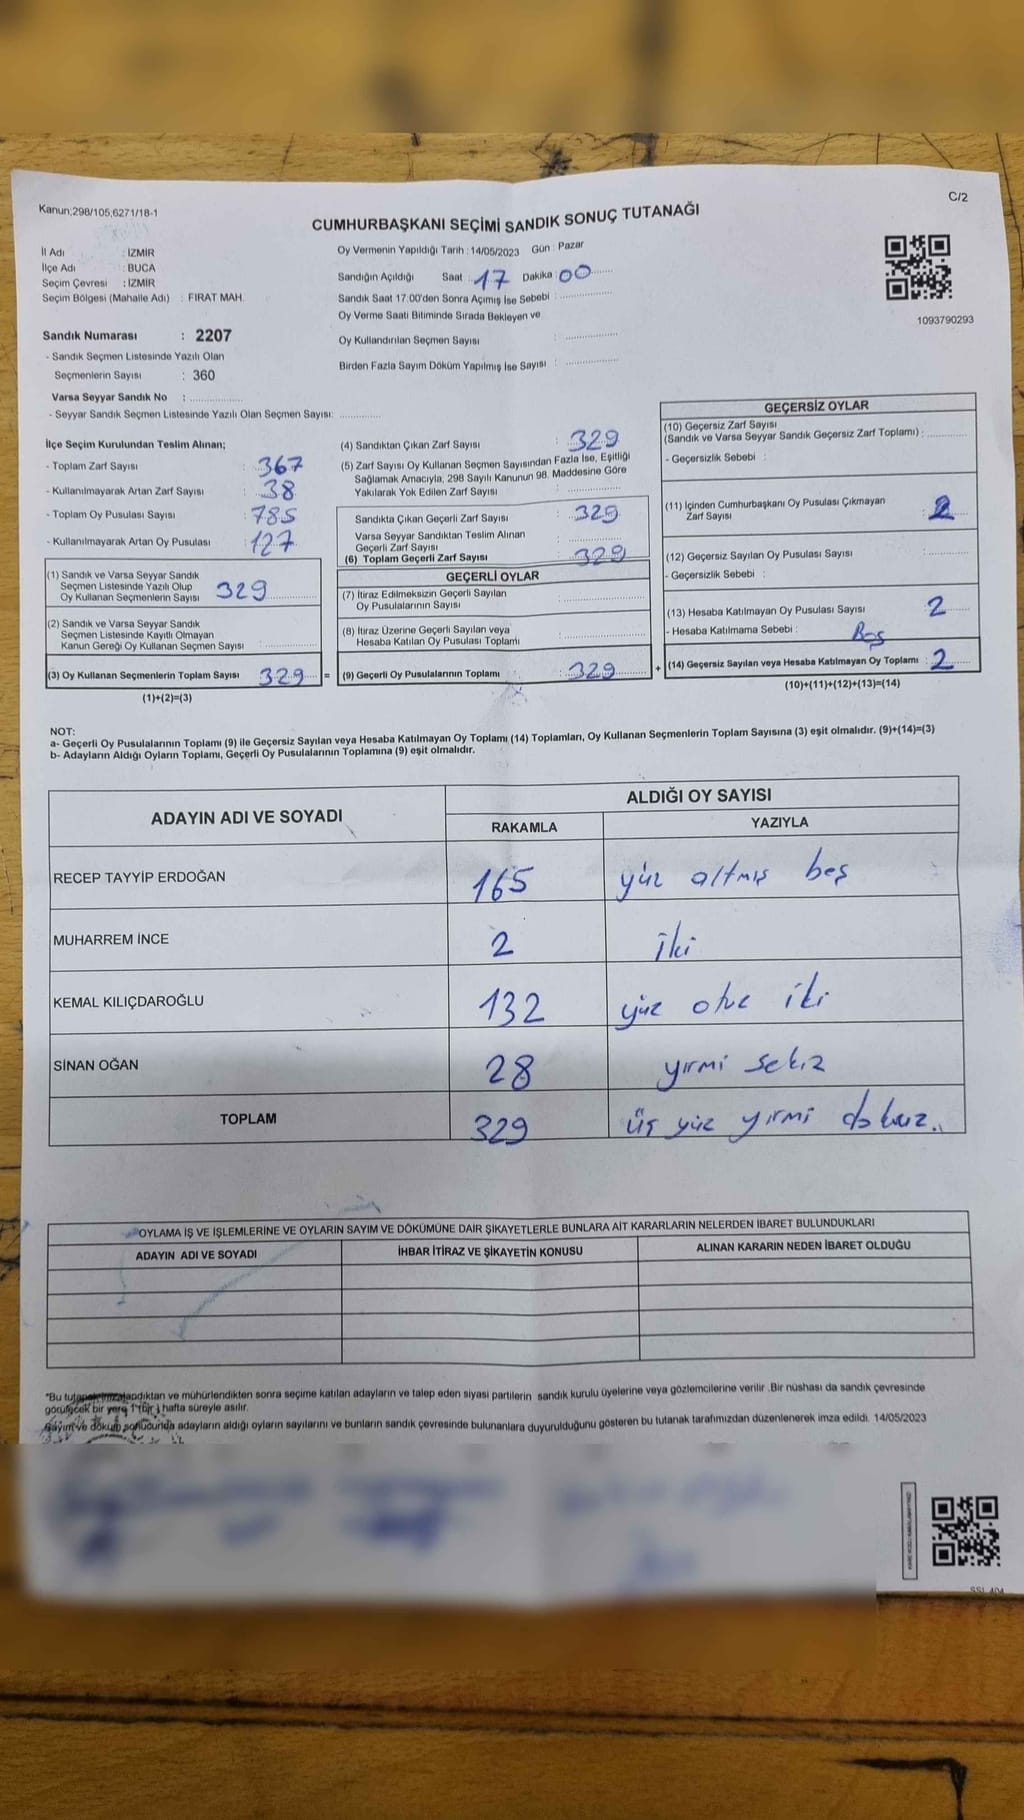 Kanun;298/105,6271/18-1
C/2
CUMHURBAŞKANI SEÇİMİ SANDIK SONUÇ TUTANAĞI
İl Adı : İZMİR
İlçe Adı : BUCA
Seçim Çevresi : İZMİR
Seçim Bölgesi (Mahalle Adı) : FIRAT MAH.
Oy Vermenin Yapıldığı Tarih : 14/05/2023 Gün : Pazar
Sandığın Açıldığı Saat : 17 Dakika : 00
Sandık Saat 17:00'den Sonra Açımış İse Sebebi :
Oy Verme Saati Bitiminde Sırada Bekleyen ve
Oy Kullandırılan Seçmen Sayısı :
Birden Fazla Sayım Döküm Yapılmış İse Sayısı :
1093790293
Sandık Numarası : 2207
- Sandık Seçmen Listesinde Yazılı Olan
Seçmenlerin Sayısı : 360
Varsa Seyyar Sandık No :
- Seyyar Sandık Seçmen Listesinde Yazılı Olan Seçmen Sayısı:
İlçe Seçim Kurulundan Teslim Alınan;
- Toplam Zarf Sayısı : 367
- Kullanılmayarak Artan Zarf Sayısı : 38
- Toplam Oy Pusulası Sayısı : 785
- Kullanılmayarak Artan Oy Pusulası : 127
(1) Sandık ve Varsa Seyyar Sandık
Seçmen Listesinde Yazılı Olup
Oy Kullanan Seçmenlerin Sayısı : 329
(2) Sandık ve Varsa Seyyar Sandık
Seçmen Listesinde Kayıtlı Olmayan
Kanun Gereği Oy Kullanan Seçmen Sayısı :
(3) Oy Kullanan Seçmenlerin Toplam Sayısı : 329 =
(1)+(2)=(3)
(4) Sandıktan Çıkan Zarf Sayısı : 329
(5) Zarf Sayısı Oy Kullanan Seçmen Sayısından Fazla İse, Eşitliği
Sağlamak Amacıyla, 298 Sayılı Kanunun 98. Maddesine Göre
Yakılarak Yok Edilen Zarf Sayısı :
Sandıkta Çıkan Geçerli Zarf Sayısı : 329
Varsa Seyyar Sandıktan Teslim Alınan
Geçerli Zarf Sayısı :
(6) Toplam Geçerli Zarf Sayısı : 329
GEÇERLİ OYLAR
(7) İtiraz Edilmeksizin Geçerli Sayılan
Oy Pusulalarının Sayısı :
(8) İtiraz Üzerine Geçerli Sayılan veya
Hesaba Katılan Oy Pusulası Toplamı :
(9) Geçerli Oy Pusulalarının Toplamı : 329 +
GEÇERSİZ OYLAR
(10) Geçersiz Zarf Sayısı
(Sandık ve Varsa Seyyar Sandık Geçersiz Zarf Toplamı) :
- Geçersizlik Sebebi :
(11) İçinden Cumhurbaşkanı Oy Pusulası Çıkmayan
Zarf Sayısı : 2
(12) Geçersiz Sayılan Oy Pusulası Sayısı :
- Geçersizlik Sebebi :
(13) Hesaba Katılmayan Oy Pusulası Sayısı : 2
- Hesaba Katılmama Sebebi : Boş
(14) Geçersiz Sayılan veya Hesaba Katılmayan Oy Toplamı : 2
(10)+(11)+(12)+(13)=(14)
NOT:
a- Geçerli Oy Pusulalarının Toplamı (9) ile Geçersiz Sayılan veya Hesaba Katılmayan Oy Toplamı (14) Toplamları, Oy Kullanan Seçmenlerin Toplam Sayısına (3) eşit olmalıdır. (9)+(14)=(3)
b- Adayların Aldığı Oyların Toplamı, Geçerli Oy Pusulalarının Toplamına (9) eşit olmalıdır.
ADAYIN ADI VE SOYADI
ALDIĞI OY SAYISI
RAKAMLA YAZIYLA
RECEP TAYYİP ERDOĞAN 165 yüz altmış beş
MUHARREM İNCE 2 iki
KEMAL KILIÇDAROĞLU 132 yüz otuz iki
SİNAN OĞAN 28 yırmi sekiz
TOPLAM 329 üç yüz yırmi dokuz..
OYLAMA İŞ VE İŞLEMLERİNE VE OYLARIN SAYIM VE DÖKÜMÜNE DAİR ŞİKAYETLERLE BUNLARA AİT KARARLARIN NELERDEN İBARET BULUNDUKLARI
ADAYIN ADI VE SOYADI İHBAR İTİRAZ VE ŞİKAYETİN KONUSU ALINAN KARARIN NEDEN İBARET OLDUĞU
*Bu tutanak imzalandıktan ve mühürlendikten sonra seçime katılan adayların ve talep eden siyasi partilerin sandık kurulu üyelerine veya gözlemcilerine verilir .Bir nüshası da sandık çevresinde
görülecek bir yere 1 (bir) hafta süreyle asılır.
Sayım ve döküm sonucunda adayların aldığı oyların sayılarını ve bunların sandık çevresinde bulunanlara duyurulduğunu gösteren bu tutanak tarafımızdan düzenlenerek imza edildi. 14/05/2023